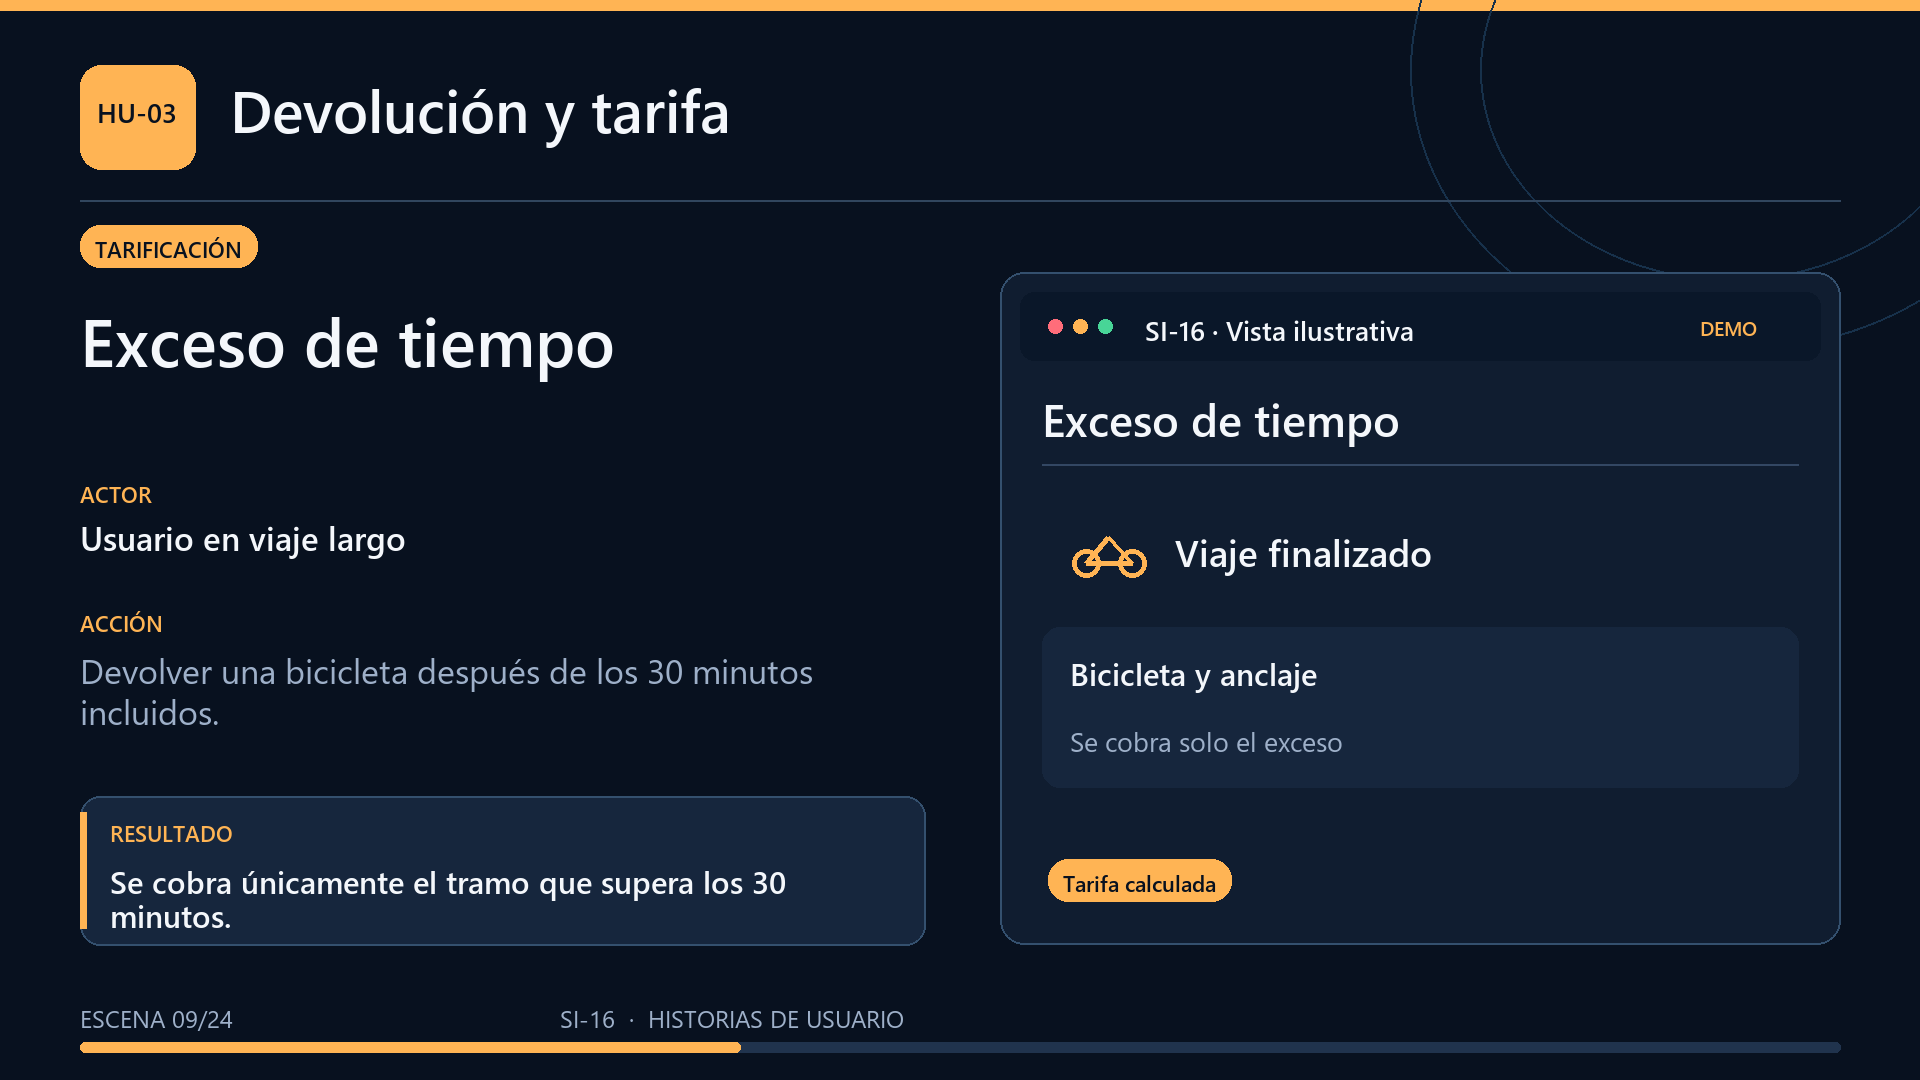 HU-03
Devolución y tarifa
TARIFICACIÓN
Exceso de tiempo
ACTOR
Usuario en viaje largo
ACCIÓN
Devolver una bicicleta después de los 30 minutos
incluidos.
RESULTADO
Se cobra únicamente el tramo que supera los 30
minutos.
SI-16 · Vista ilustrativa
DEMO
Exceso de tiempo
Viaje finalizado
Bicicleta y anclaje
Se cobra solo el exceso
Tarifa calculada
ESCENA 09/24
SI-16 · HISTORIAS DE USUARIO